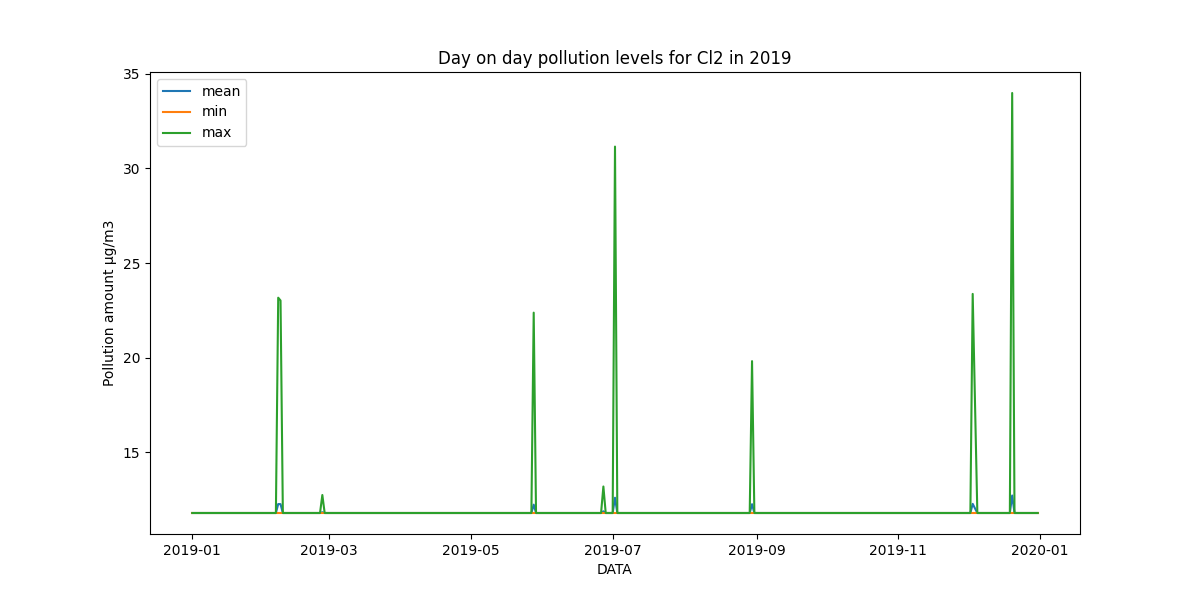 Day on day pollution levels for Cl2 in 2019
mean
min
max
Pollution amount µg/m3
35
30
25
20
15
2019-01
2019-03
2019-05
2019-07
2019-09
2019-11
2020-01
DATA